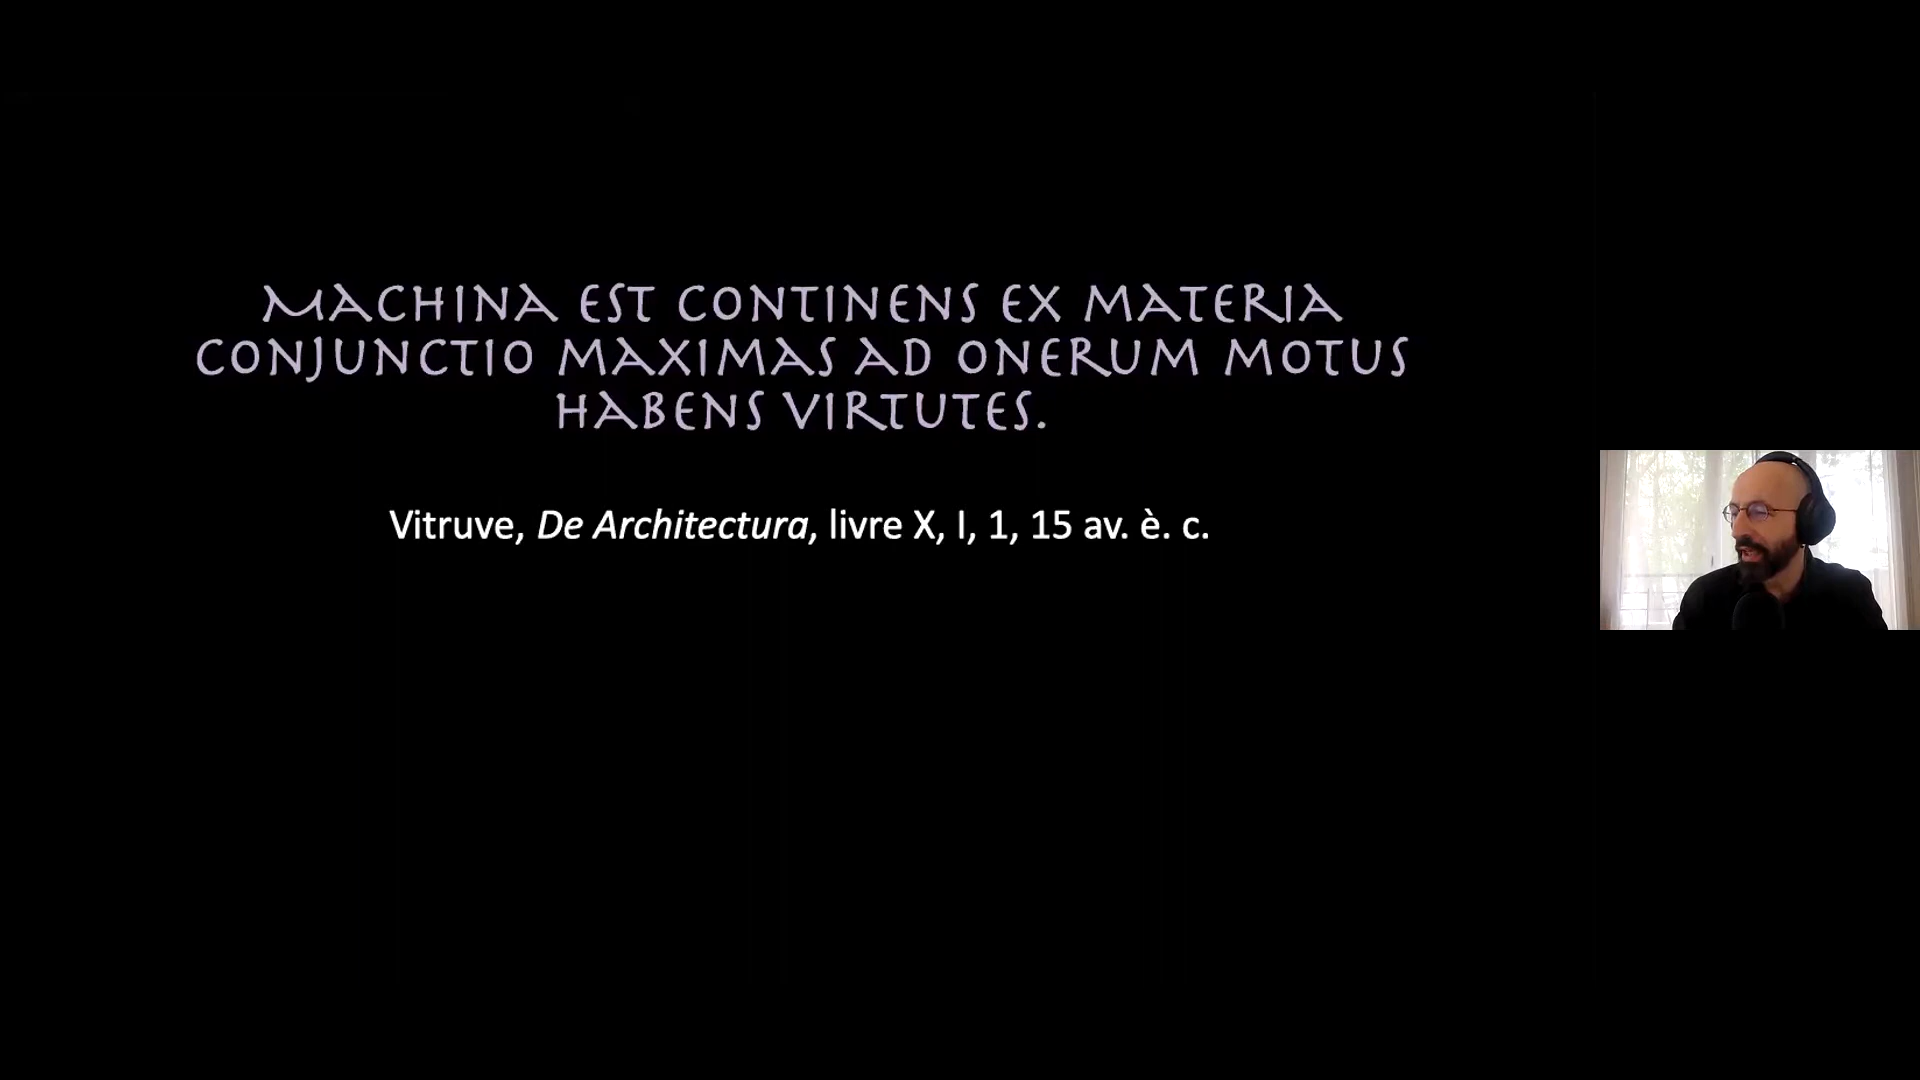 Machina est continens ex materia
conjunctio maximas ad onerum motus
habens virtutes.
Vitruve, De Architectura, livre X, I, 1, 15 av. è. c.